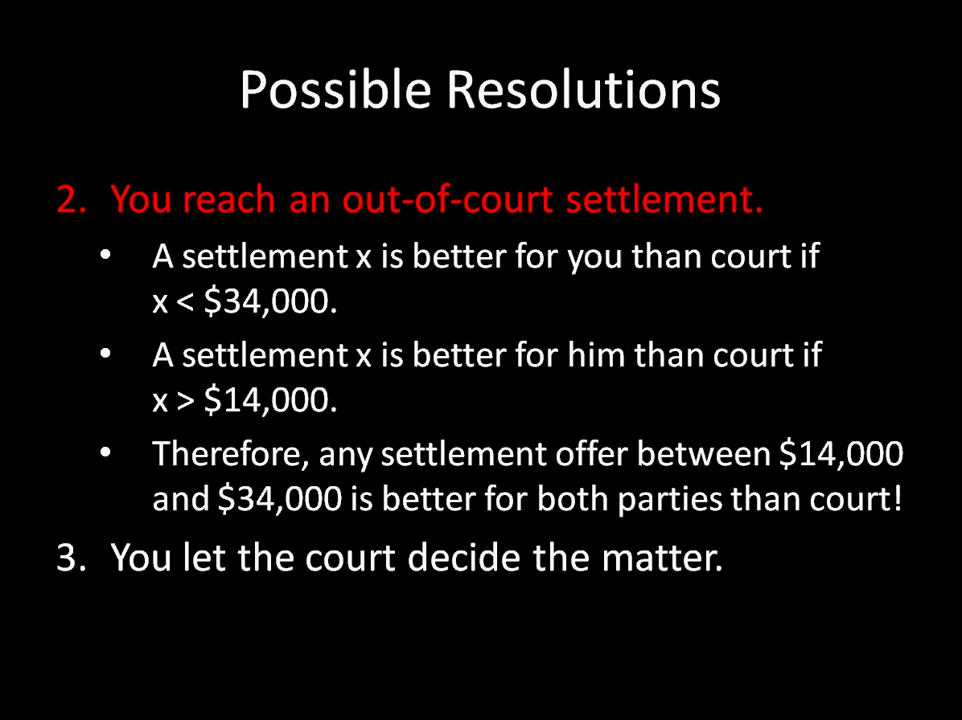 Possible Resolutions
2. You reach an out-of-court settlement.
• A settlement x is better for you than court if
x < $34,000.
• A settlement x is better for him than court if
x > $14,000.
• Therefore, any settlement offer between $14,000
and $34,000 is better for both parties than court!
3. You let the court decide the matter.